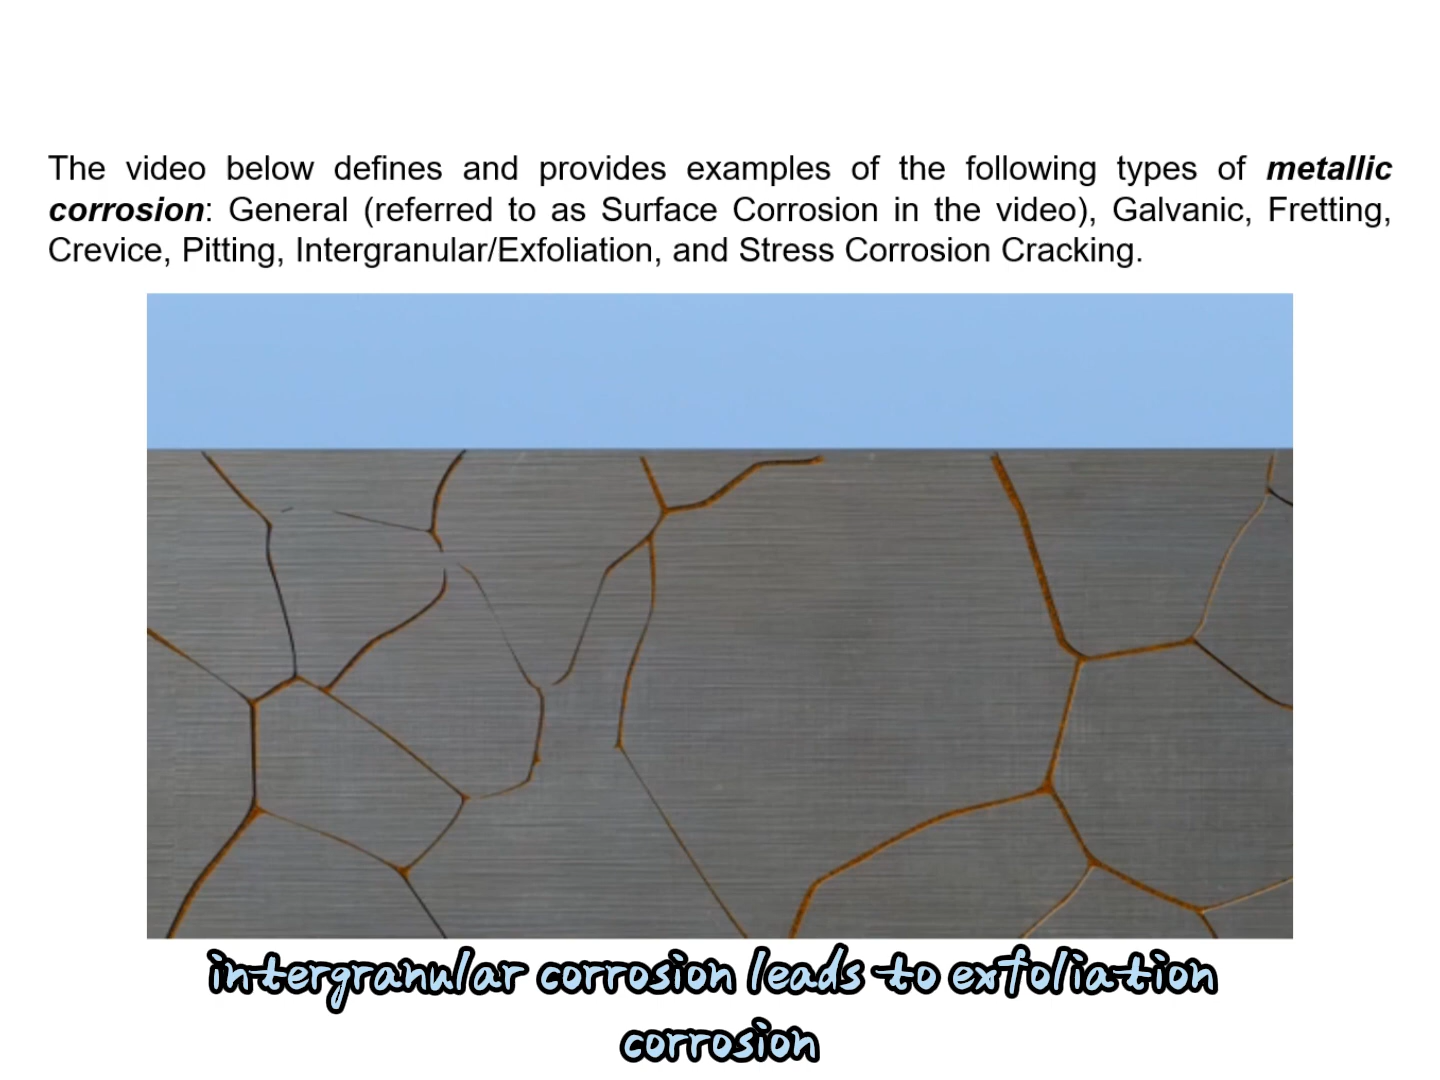 The video below defines and provides examples of the following types of metallic
corrosion: General (referred to as Surface Corrosion in the video), Galvanic, Fretting,
Crevice, Pitting, Intergranular/Exfoliation, and Stress Corrosion Cracking.
intergranular corrosion leads to exfoliation
corrosion